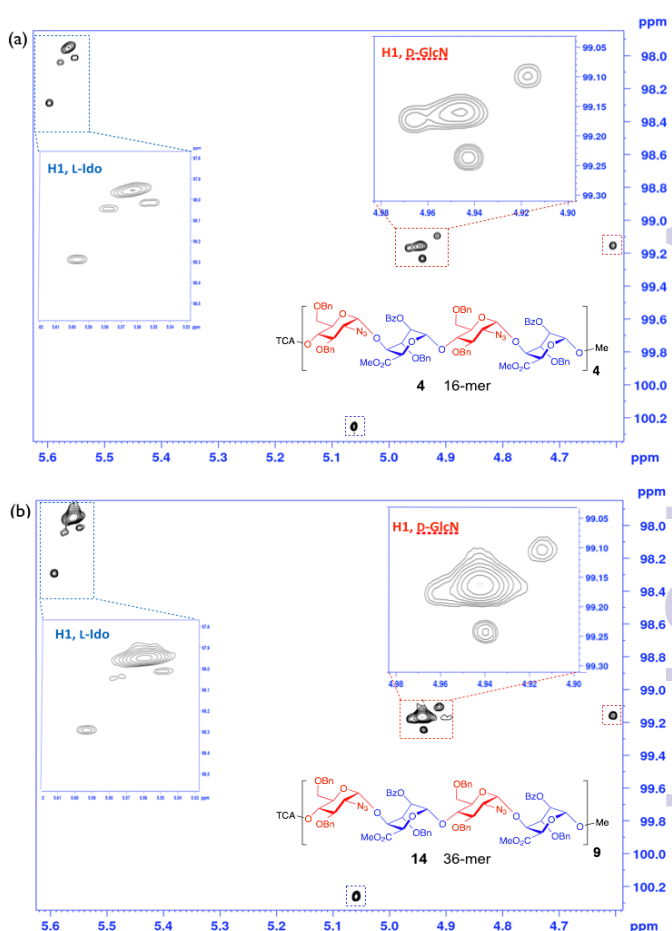 ppm
(a)
H1, D-GlcN
99.05
98.0
98.2
99.10
98.4
99.15
H1, L-Ido
99.20
98.6
99.25
98.8
99.30
4.98 4.96 4.94 4.92 4.90
99.0
99.2
99.4
OBn
BzO
OBn
BzO
99.6
TCA O O BnO N3 O MeO2C OBn O O BnO N3 O MeO2C OBn O Me
99.8
4 16-mer
4
100.0
100.2
5.6 5.5 5.4 5.3 5.2 5.1 5.0 4.9 4.8 4.7 ppm
ppm
(b)
H1, D-GlcN
99.05
98.0
99.10
98.2
99.15
98.4
H1, L-Ido
99.20
98.6
99.25
98.8
99.30
4.98 4.96 4.94 4.92 4.90
99.0
99.2
99.4
OBn
BzO
OBn
BzO
99.6
TCA O O OBn N3 O MeO2C OBn O O OBn N3 O MeO2C OBn O Me
99.8
14 36-mer
9
100.0
100.2
5.6 5.5 5.4 5.3 5.2 5.1 5.0 4.9 4.8 4.7 ppm